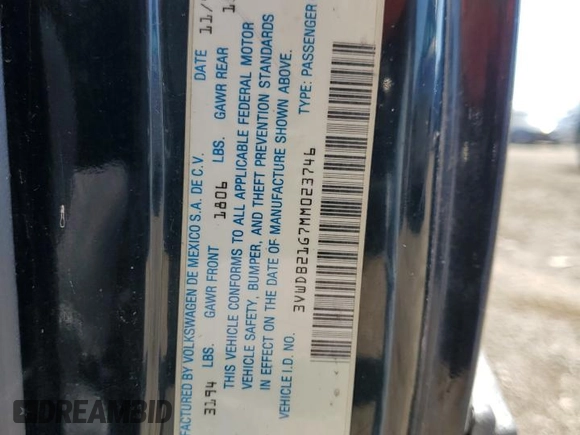 FACTURED BY VOLKSWAGEN DE MEXICO S.A. DE C.V. DATE 11/
3194 LBS. GAWR FRONT 1806 LBS. GAWR REAR
THIS VEHICLE CONFORMS TO ALL APPLICABLE FEDERAL MOTOR
VEHICLE SAFETY, BUMPER, AND THEFT PREVENTION STANDARDS
IN EFFECT ON THE DATE OF MANUFACTURE SHOWN ABOVE.
VEHICLE I.D. NO. 3VWDB21G7MM023746 TYPE: PASSENGER
DREAMBID